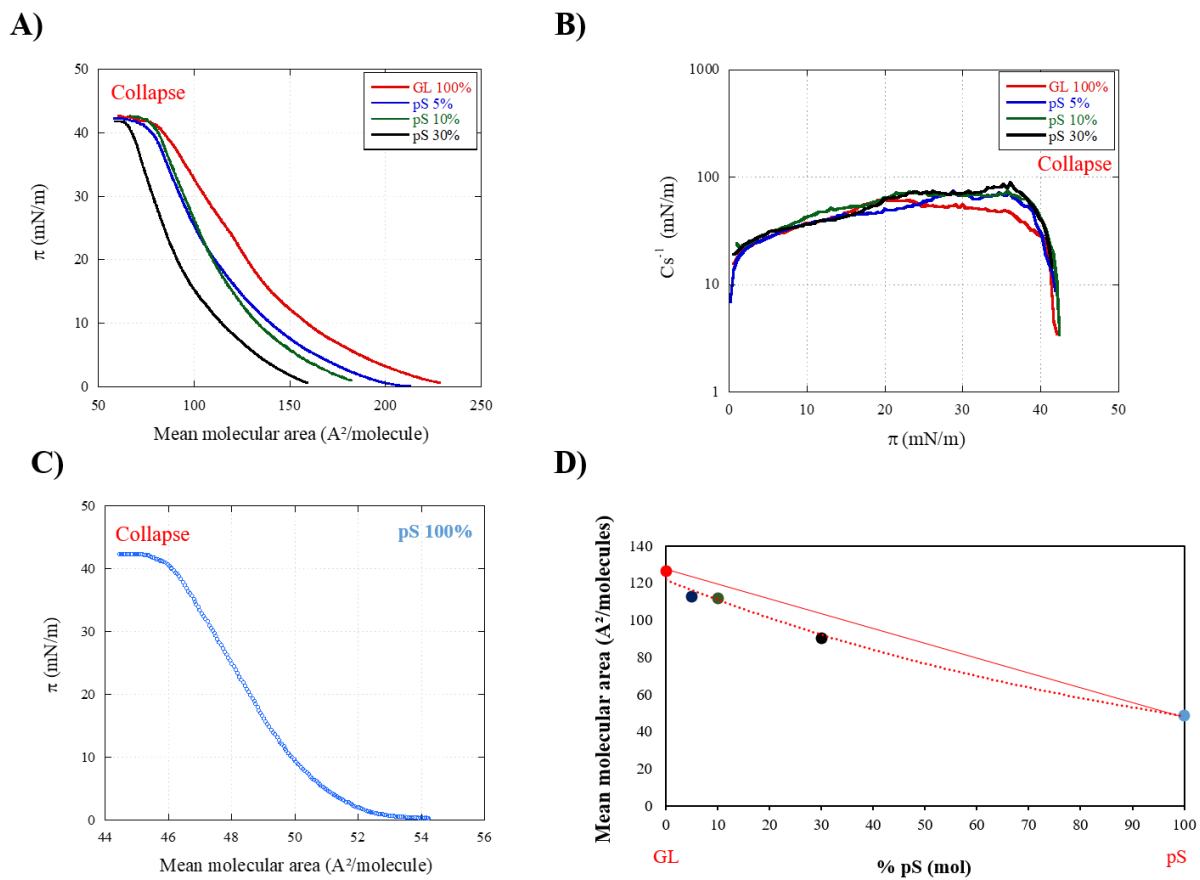 A)
50
40
30
20
10
0
π (mN/m)
Collapse
GL 100%
pS 5%
pS 10%
pS 30%
50
100
150
200
250
Mean molecular area (A²/molecule)
B)
1000
100
10
1
Cs⁻¹ (mN/m)
GL 100%
pS 5%
pS 10%
pS 30%
Collapse
0
10
20
30
40
50
π (mN/m)
C)
50
40
30
20
10
0
π (mN/m)
Collapse
pS 100%
44
46
48
50
52
54
56
Mean molecular area (A²/molecule)
D)
140
120
100
80
60
40
20
0
Mean molecular area (A²/molecules)
0
10
20
30
40
50
60
70
80
90
100
GL
% pS (mol)
pS